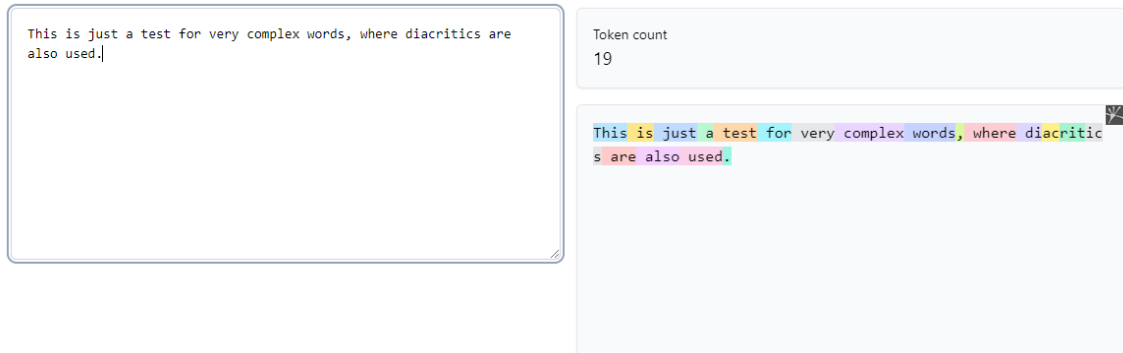 This is just a test for very complex words, where diacritics are
also used.
Token count
19
This is just a test for very complex words, where diacritic
s are also used.